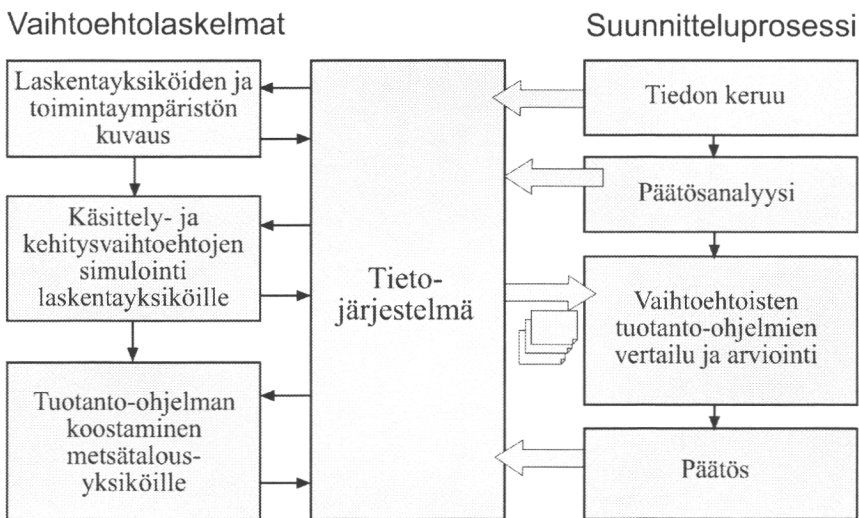 Vaihtoehtolaskelmat
Suunnitteluprosessi
Laskentayksiköiden ja
toimintaympäristön
kuvaus
Käsittely- ja
kehitysvaihtoehtojen
simulointi
laskentayksiköille
Tuotanto-ohjelman
koostaminen
metsätalous-
yksiköille
Tieto-
järjestelmä
Tiedon keruu
Päätösanalyysi
Vaihtoehtoisten
tuotanto-ohjelmien
vertailu ja arviointi
Päätös